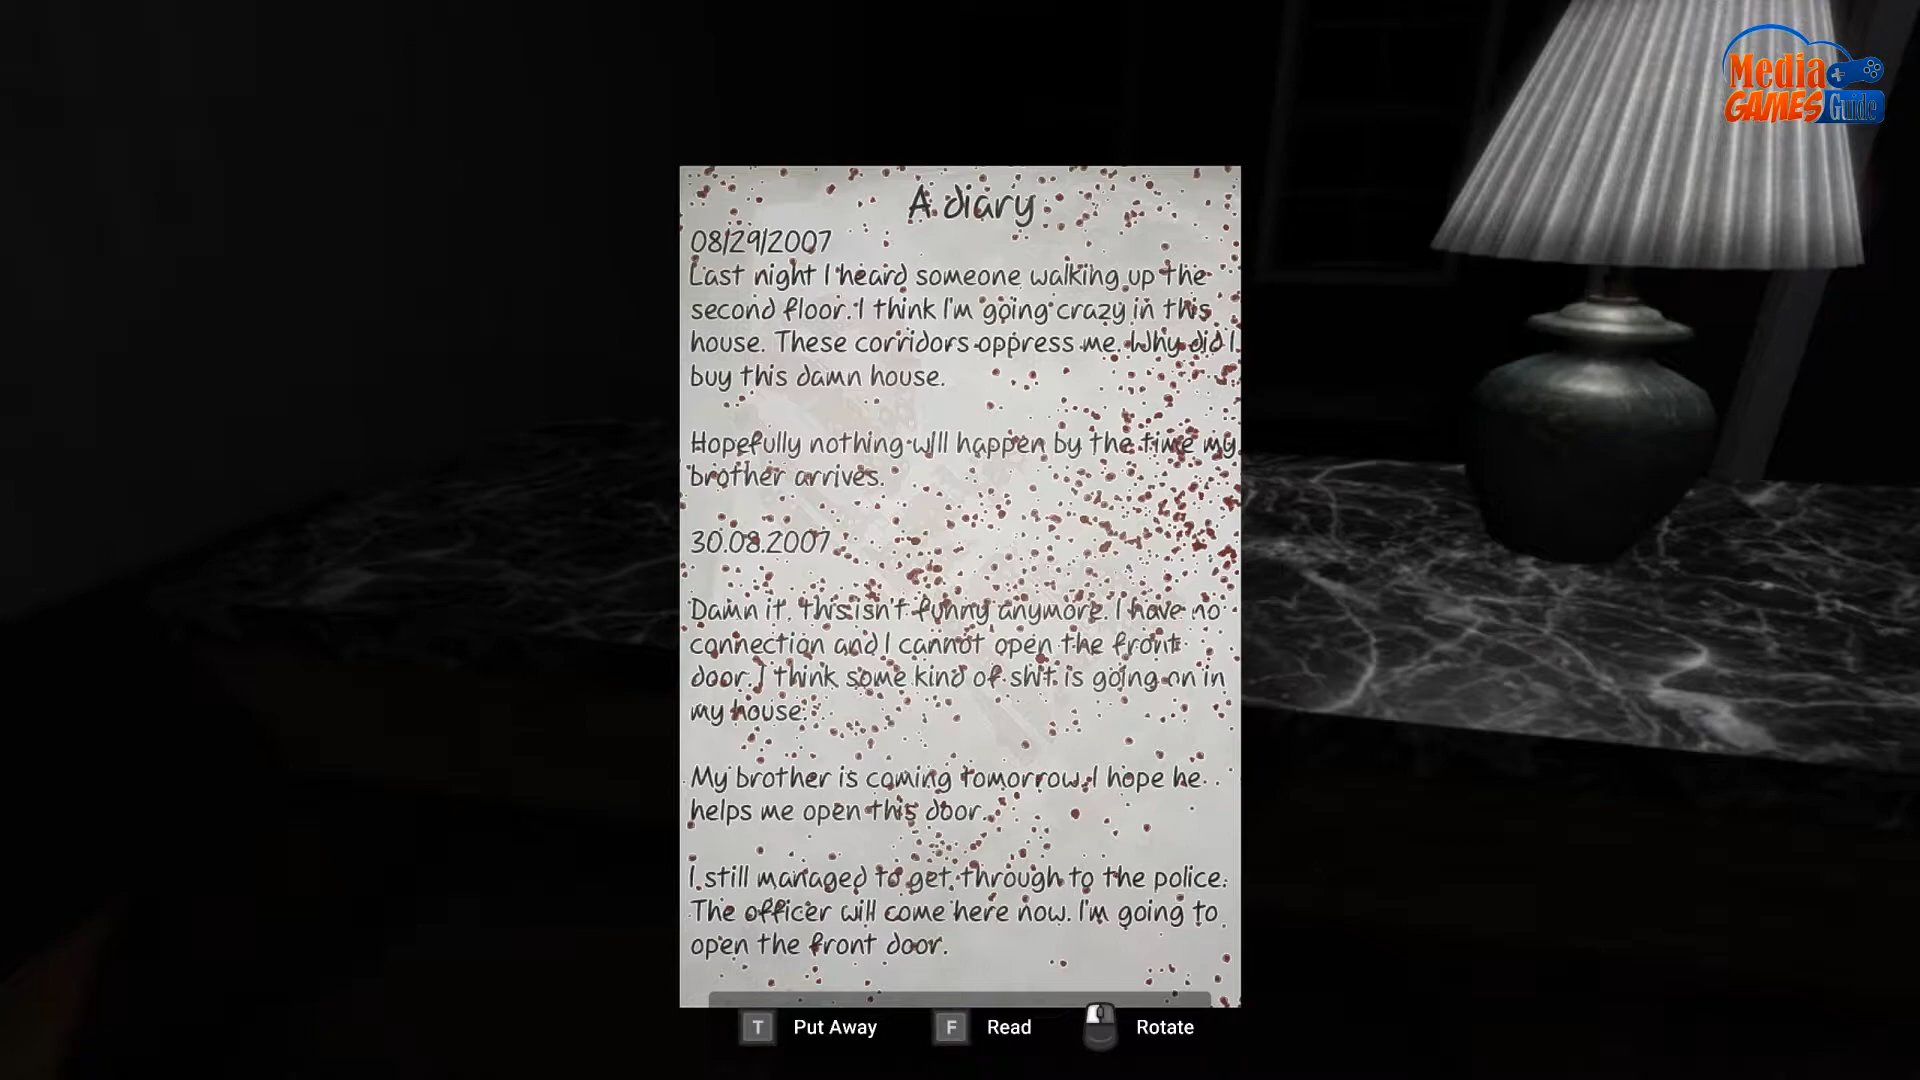 Media
GAMES Guide
A diary
08/29/2007
Last night I heard someone walking up the
second floor. I think I'm going crazy in this
house. These corridors oppress me. Why did I
buy this damn house.
Hopefully nothing will happen by the time my
brother arrives.
30.08.2007
Damn it, this isn't funny anymore. I have no
connection and I cannot open the front
door. I think some kind of shit is going on in
my house.
My brother is coming tomorrow. I hope he
helps me open this door.
I still managed to get through to the police.
The officer will come here now. I'm going to
open the front door.
T Put Away F Read Rotate